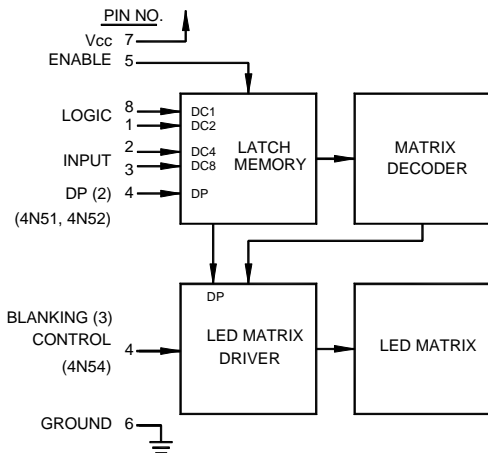 PIN NO.
Vcc 7
ENABLE 5
LOGIC 8 DC1
1 DC2
INPUT 2 DC4
3 DC8
DP (2) 4 DP
(4N51, 4N52)
LATCH
MEMORY
MATRIX
DECODER
BLANKING (3)
CONTROL 4
(4N54)
DP
LED MATRIX
DRIVER
LED MATRIX
GROUND 6